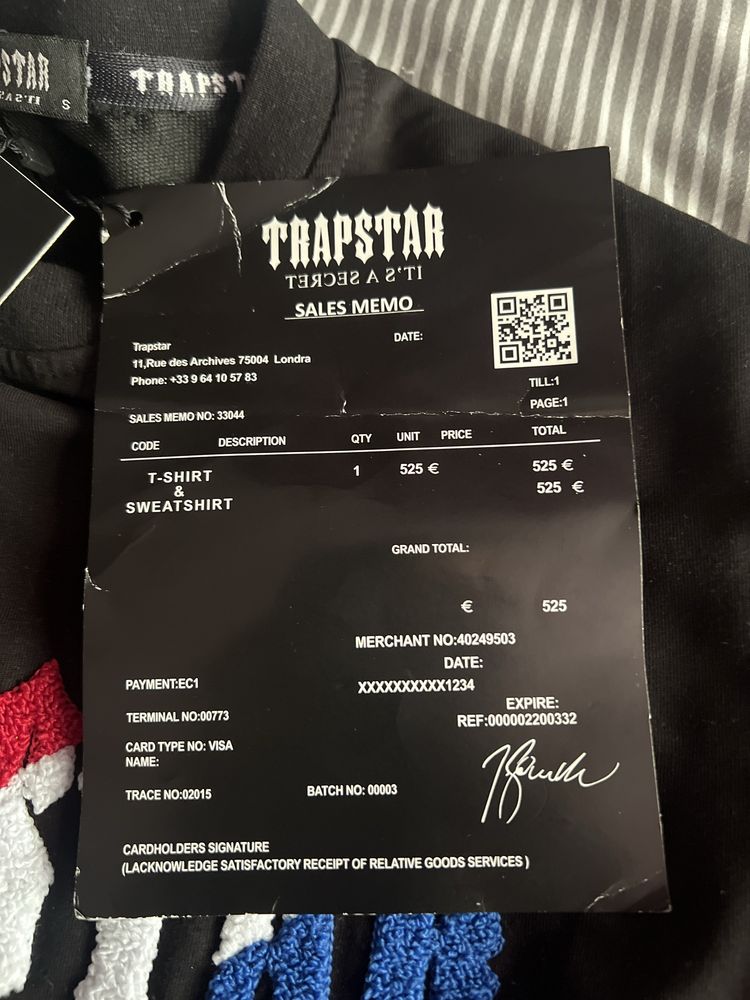 STAR
IT'S A
S
TRAPST
TRAPSTAR
IT'S A SECRET
SALES MEMO
DATE:
Trapstar
11,Rue des Archives 75004 Londra
Phone: +33 9 64 10 57 83
TILL:1
PAGE:1
SALES MEMO NO: 33044
CODE DESCRIPTION QTY UNIT PRICE TOTAL
T-SHIRT 1 525 € 525 €
& 525 €
SWEATSHIRT
GRAND TOTAL:
€ 525
MERCHANT NO:40249503
DATE:
PAYMENT:EC1 XXXXXXXXXX1234
EXPIRE:
TERMINAL NO:00773 REF:000002200332
CARD TYPE NO: VISA
NAME:
TRACE NO:02015 BATCH NO: 00003
CARDHOLDERS SIGNATURE
(LACKNOWLEDGE SATISFACTORY RECEIPT OF RELATIVE GOODS SERVICES )